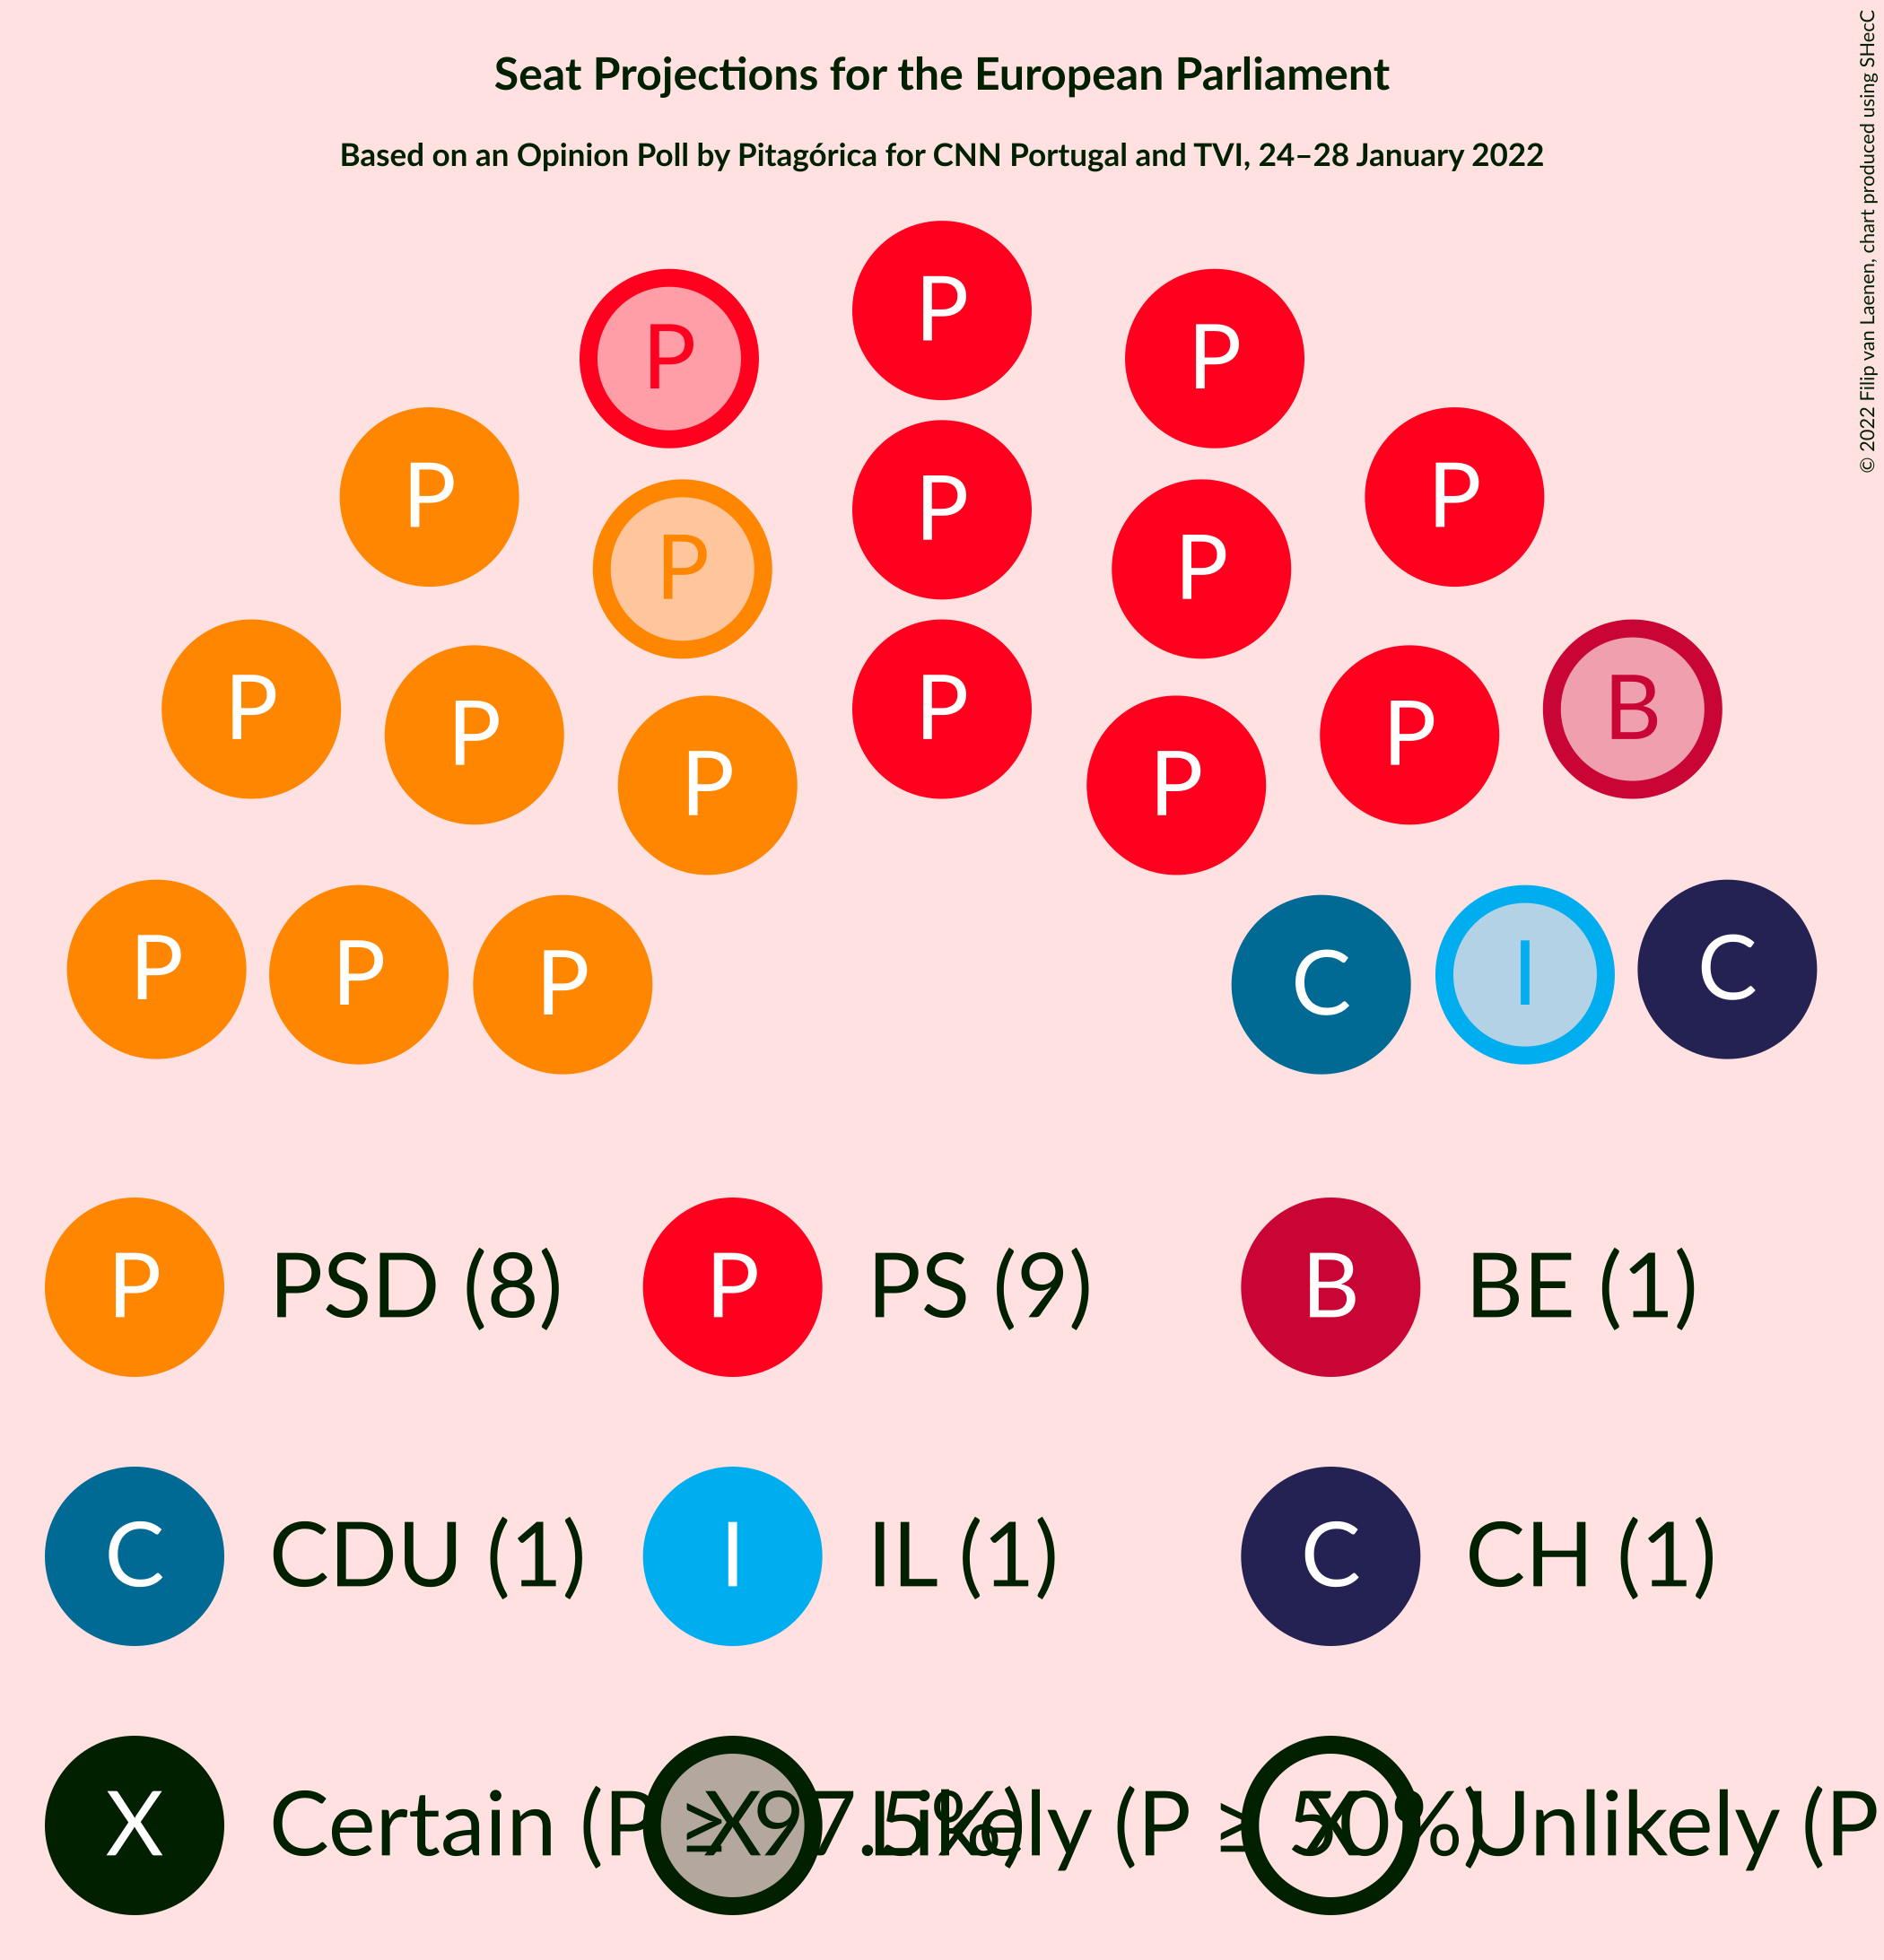 Seat Projections for the European Parliament
Based on an Opinion Poll by Pitagórica for CNN Portugal and TVI, 24–28 January 2022
© 2022 Filip van Laenen, chart produced using SHecC
P
P P
P P P P
P P
P P P B
P P P P
P P P C I C
P PSD (8) P PS (9) B BE (1)
C CDU (1) I IL (1) C CH (1)
X Certain (P ≥ 97.5%) X Likely (P ≥ 50%) X Unlikely (P